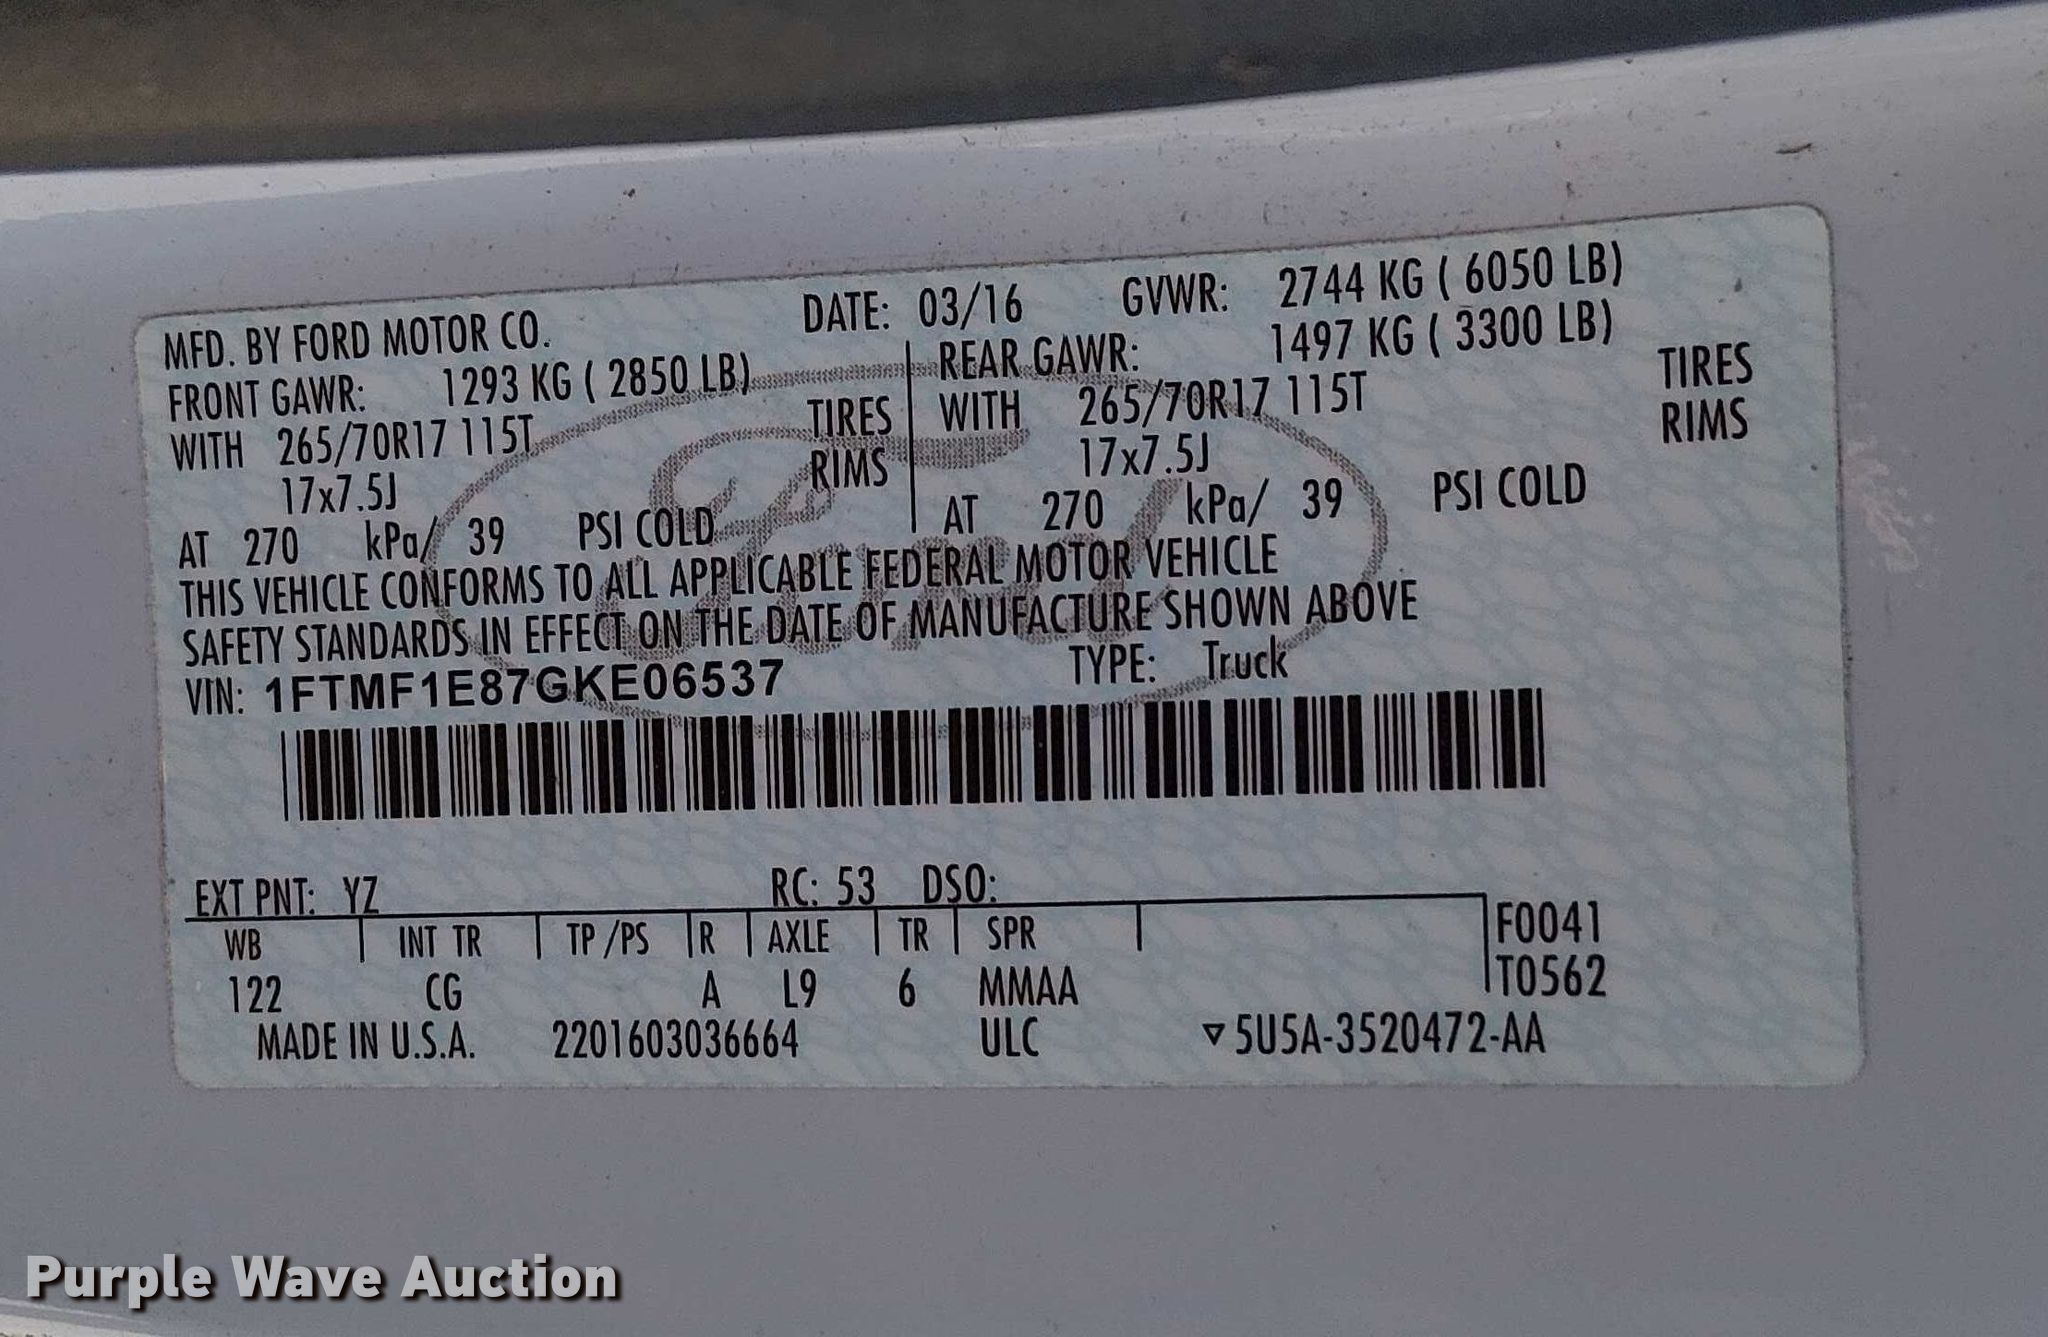 MFD. BY FORD MOTOR CO. DATE: 03/16 GVWR: 2744 KG ( 6050 LB)
FRONT GAWR: 1293 KG ( 2850 LB) REAR GAWR: 1497 KG ( 3300 LB)
WITH 265/70R17 115T TIRES WITH 265/70R17 115T TIRES
17x7.5J RIMS 17x7.5J RIMS
AT 270 kPa/ 39 PSI COLD AT 270 kPa/ 39 PSI COLD
THIS VEHICLE CONFORMS TO ALL APPLICABLE FEDERAL MOTOR VEHICLE
SAFETY STANDARDS IN EFFECT ON THE DATE OF MANUFACTURE SHOWN ABOVE
VIN: 1FTMF1E87GKE06537 TYPE: Truck
EXT PNT: YZ RC: 53 DSO:
WB INT TR TP/PS R AXLE TR SPR F0041
122 CG A L9 6 MMAA T0562
MADE IN U.S.A. 2201603036664 ULC ▿5U5A-3520472-AA
Ford
Purple Wave Auction